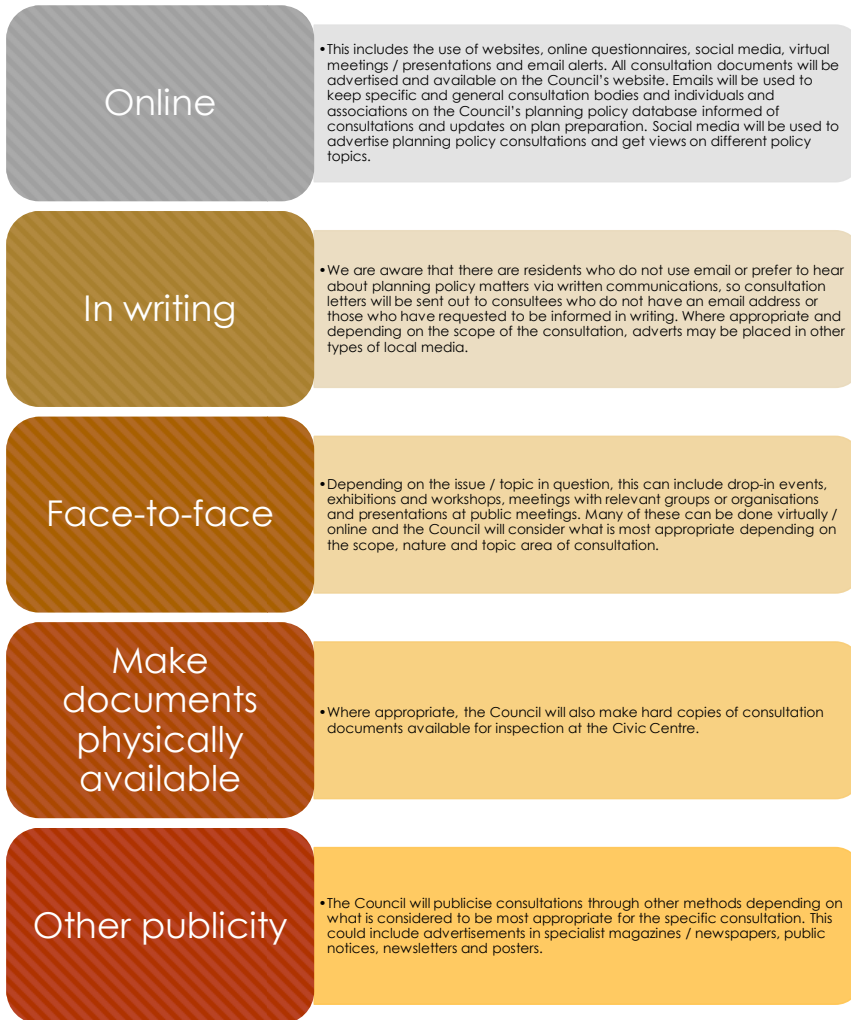 Online
•This includes the use of websites, online questionnaires, social media, virtual
meetings / presentations and email alerts. All consultation documents will be
advertised and available on the Council's website. Emails will be used to
keep specific and general consultation bodies and individuals and
associations on the Council's planning policy database informed of
consultations and updates on plan preparation. Social media will be used to
advertise planning policy consultations and get views on different policy
topics.
In writing
•We are aware that there are residents who do not use email or prefer to hear
about planning policy matters via written communications, so consultation
letters will be sent out to consultees who do not have an email address or
those who have requested to be informed in writing. Where appropriate and
depending on the scope of the consultation, adverts may be placed in other
types of local media.
Face-to-face
•Depending on the issue / topic in question, this can include drop-in events,
exhibitions and workshops, meetings with relevant groups or organisations
and presentations at public meetings. Many of these can be done virtually /
online and the Council will consider what is most appropriate depending on
the scope, nature and topic area of consultation.
Make
documents
physically
available
•Where appropriate, the Council will also make hard copies of consultation
documents available for inspection at the Civic Centre.
Other publicity
•The Council will publicise consultations through other methods depending on
what is considered to be most appropriate for the specific consultation. This
could include advertisements in specialist magazines / newspapers, public
notices, newsletters and posters.